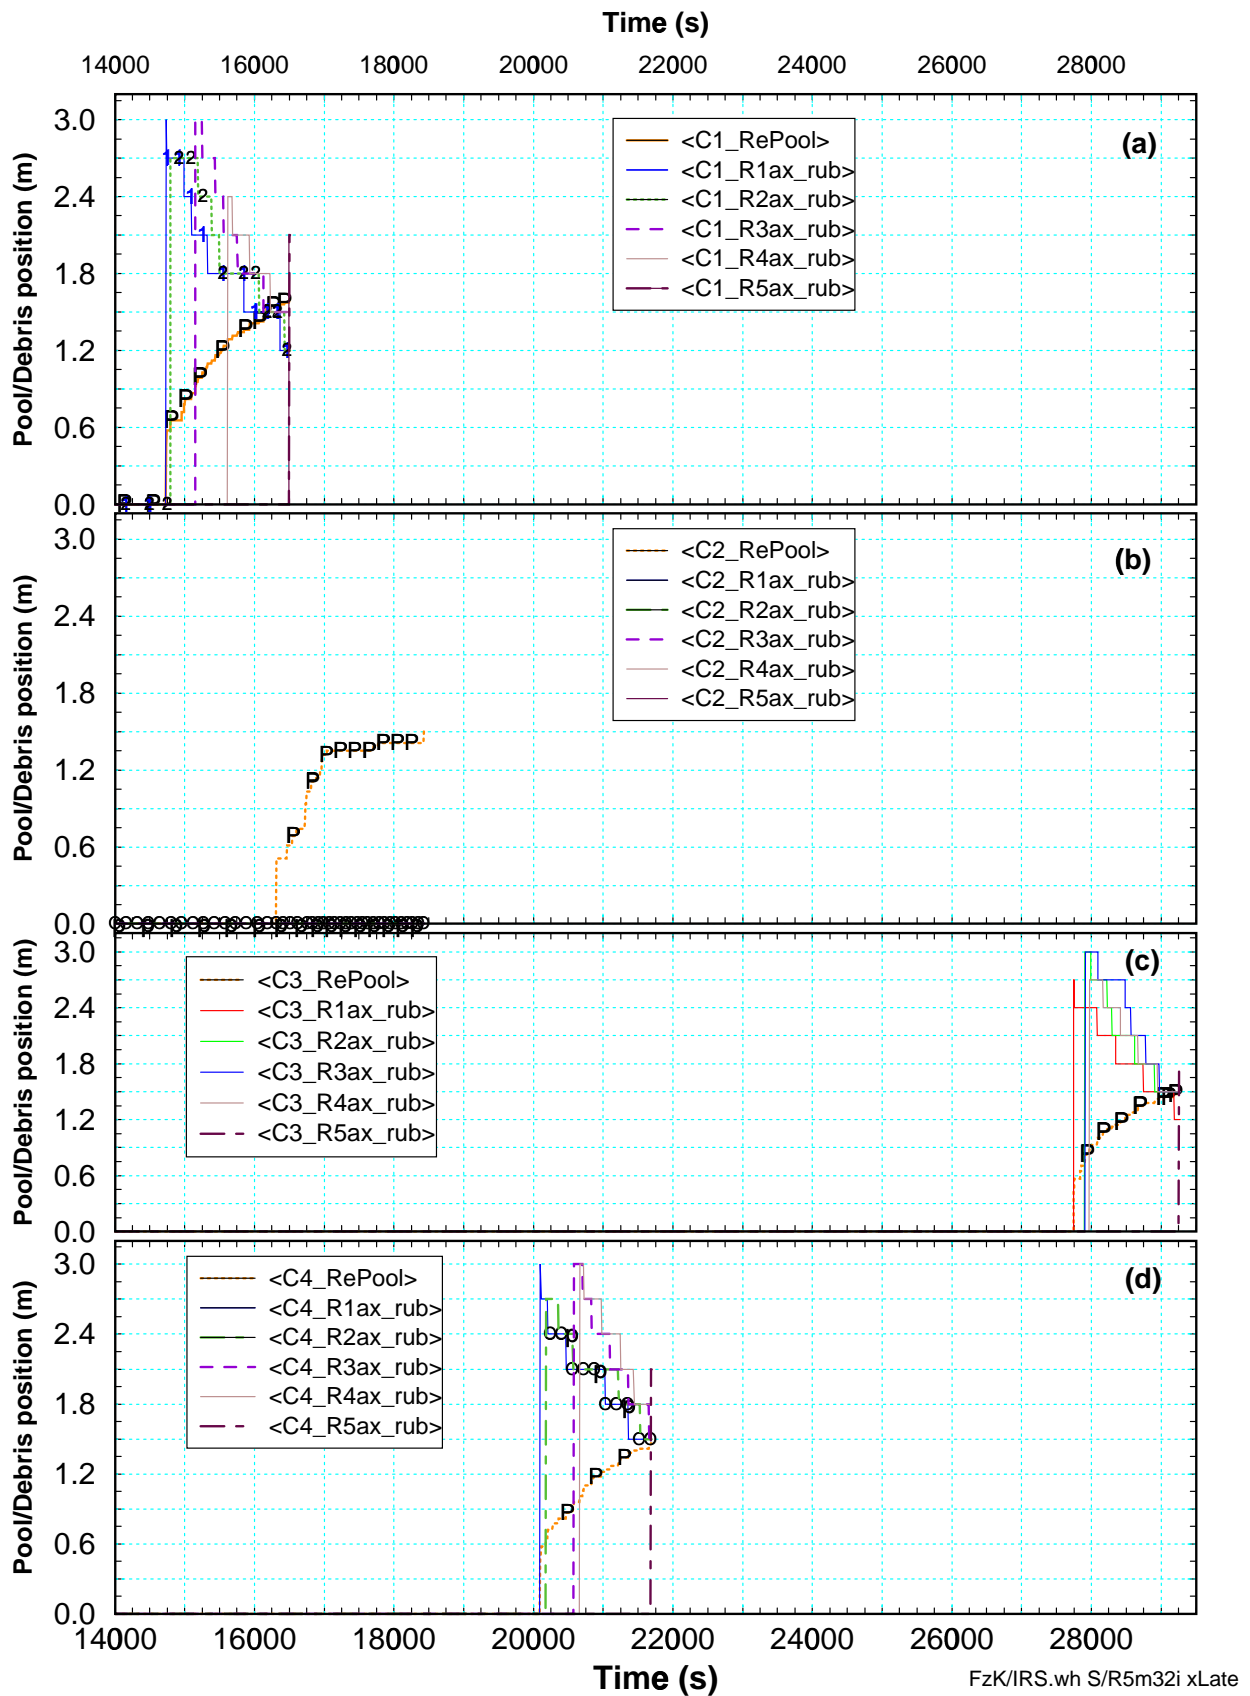 Time (s)
14000 16000 18000 20000 22000 24000 26000 28000
Pool/Debris position (m)
3.0
2.4
1.8
1.2
0.6
0.0
(a)
<C1_RePool>
<C1_R1ax_rub>
<C1_R2ax_rub>
<C1_R3ax_rub>
<C1_R4ax_rub>
<C1_R5ax_rub>
Pool/Debris position (m)
3.0
2.4
1.8
1.2
0.6
0.0
(b)
<C2_RePool>
<C2_R1ax_rub>
<C2_R2ax_rub>
<C2_R3ax_rub>
<C2_R4ax_rub>
<C2_R5ax_rub>
Pool/Debris position (m)
3.0
2.4
1.8
1.2
0.6
0.0
(c)
<C3_RePool>
<C3_R1ax_rub>
<C3_R2ax_rub>
<C3_R3ax_rub>
<C3_R4ax_rub>
<C3_R5ax_rub>
Pool/Debris position (m)
3.0
2.4
1.8
1.2
0.6
0.0
(d)
<C4_RePool>
<C4_R1ax_rub>
<C4_R2ax_rub>
<C4_R3ax_rub>
<C4_R4ax_rub>
<C4_R5ax_rub>
14000 16000 18000 20000 22000 24000 26000 28000
Time (s)
FzK/IRS.wh S/R5m32i xLate